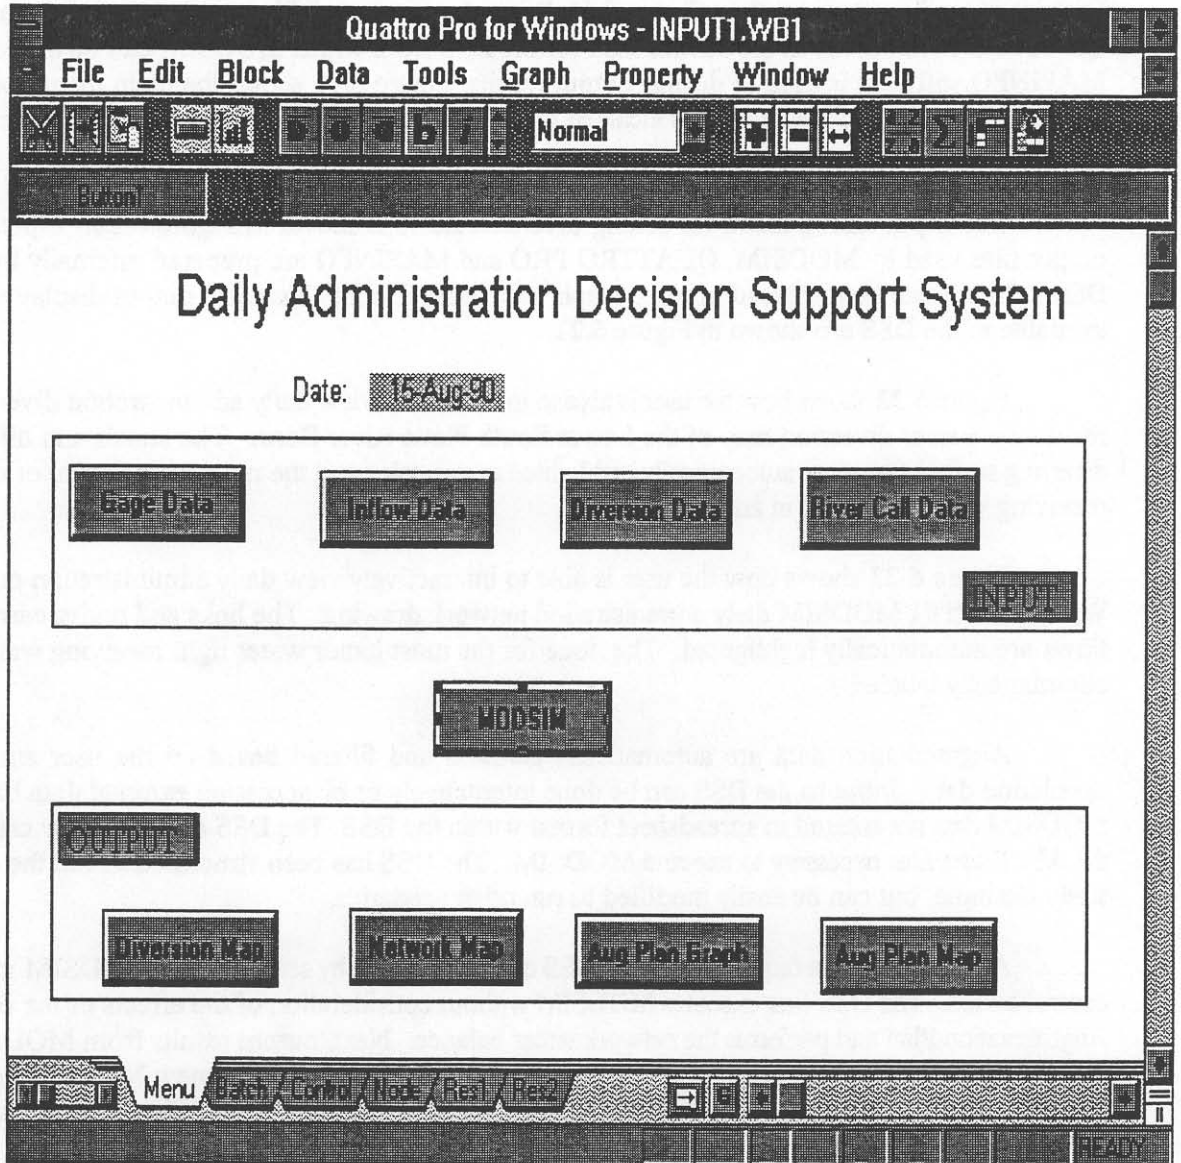 Quattro Pro for Windows - INPUT1.WB1
File Edit Block Data Tools Graph Property Window Help
b i Normal
Button1
Daily Administration Decision Support System
Date: 15-Aug-90
Gage Data Inflow Data Diversion Data River Call Data
INPUT
MODSIM
OUTPUT
Diversion Map Network Map Aug Plan Graph Aug Plan Map
Menu Batch Control Node Res1 Res2
READY